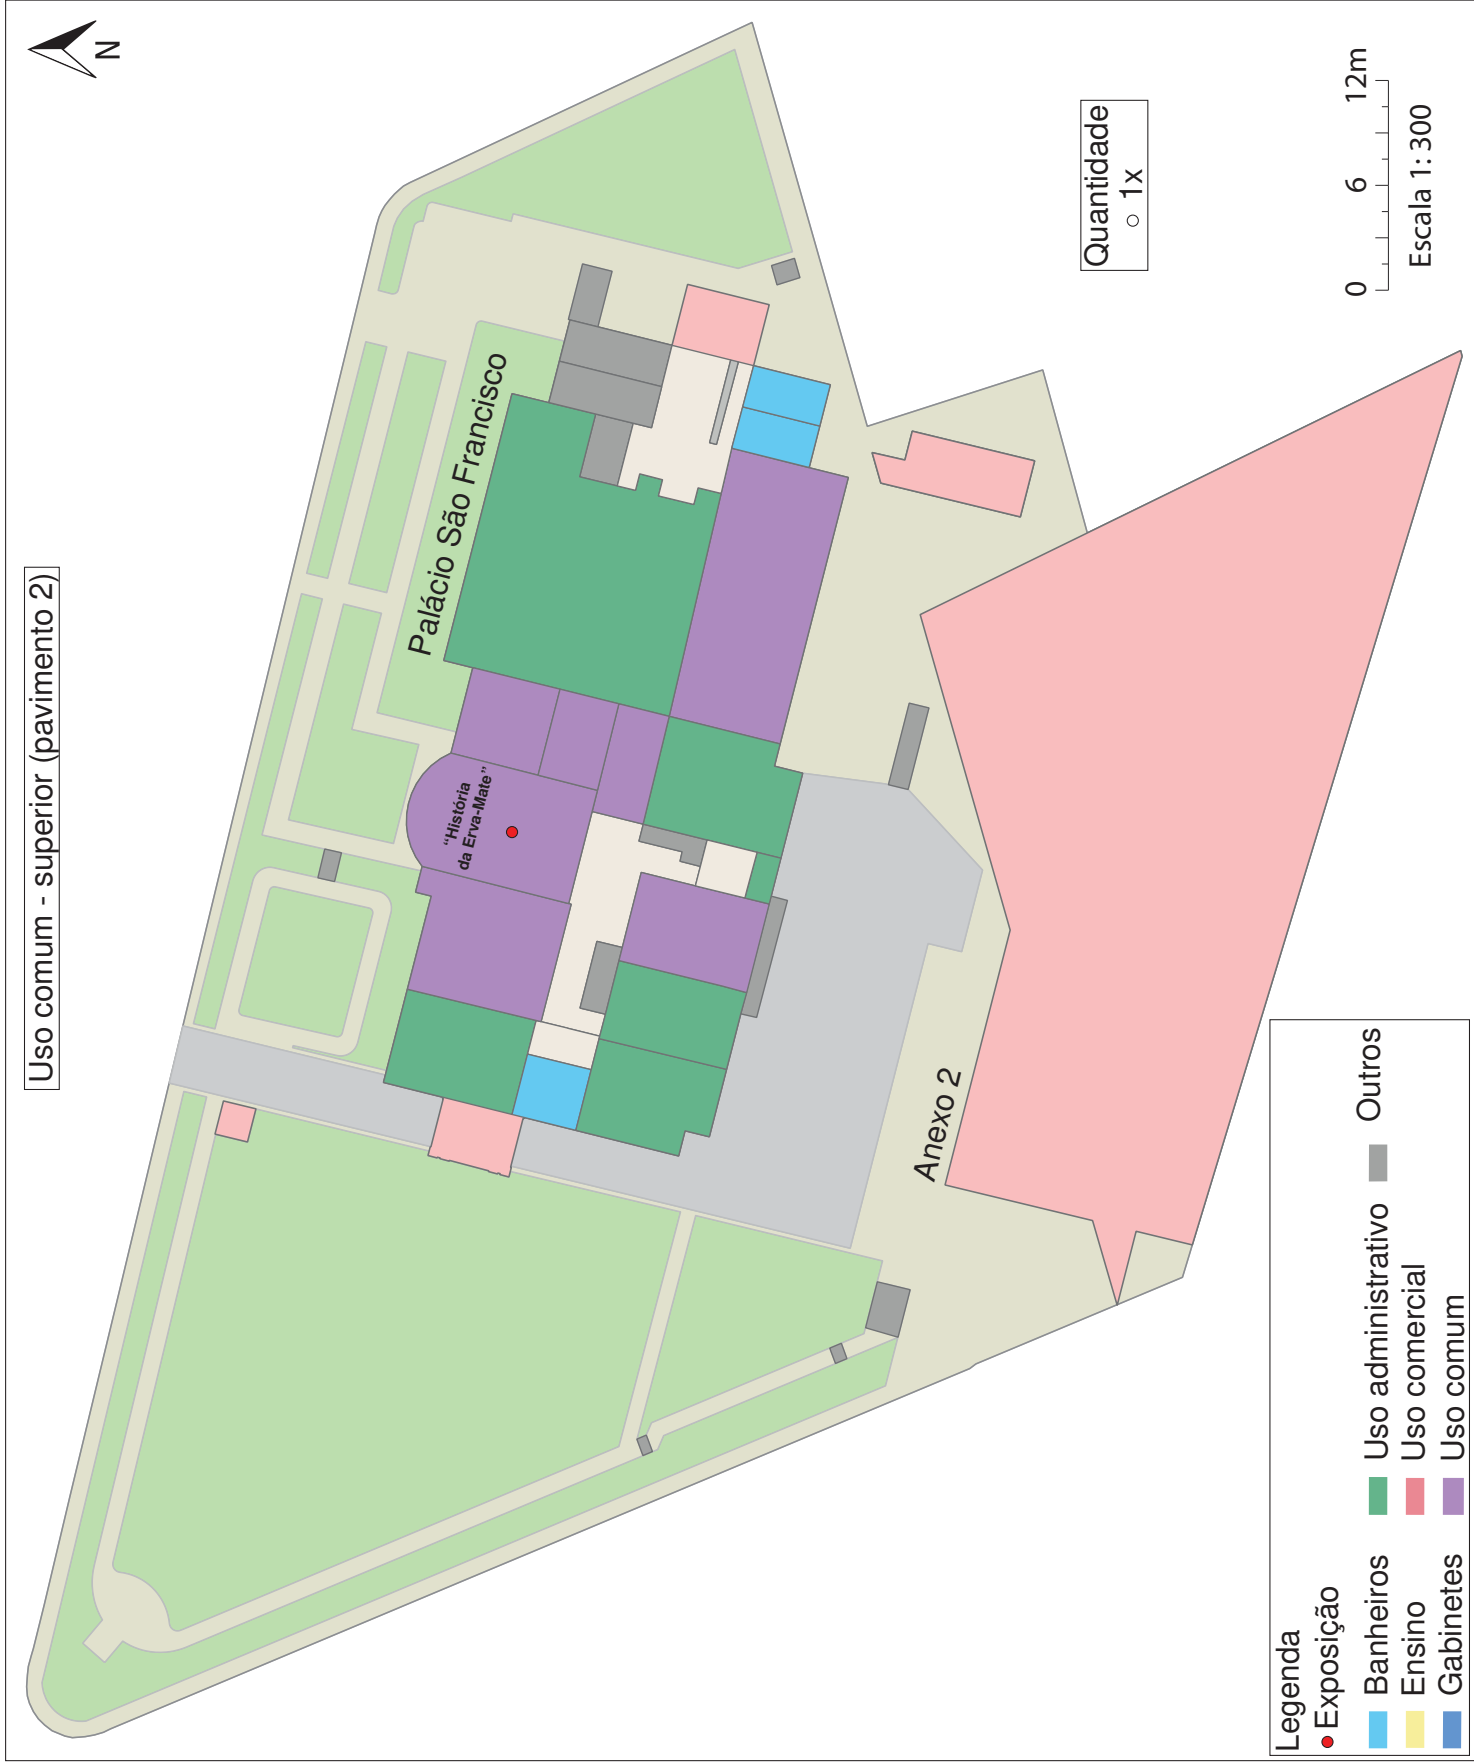 Uso comum - superior (pavimento 2)
N
Palácio São Francisco
“História
da Erva-Mate”
Anexo 2
Quantidade
1x
0 6 12m
Escala 1: 300
Legenda
Exposição
Banheiros
Ensino
Gabinetes
Uso administrativo
Uso comercial
Uso comum
Outros